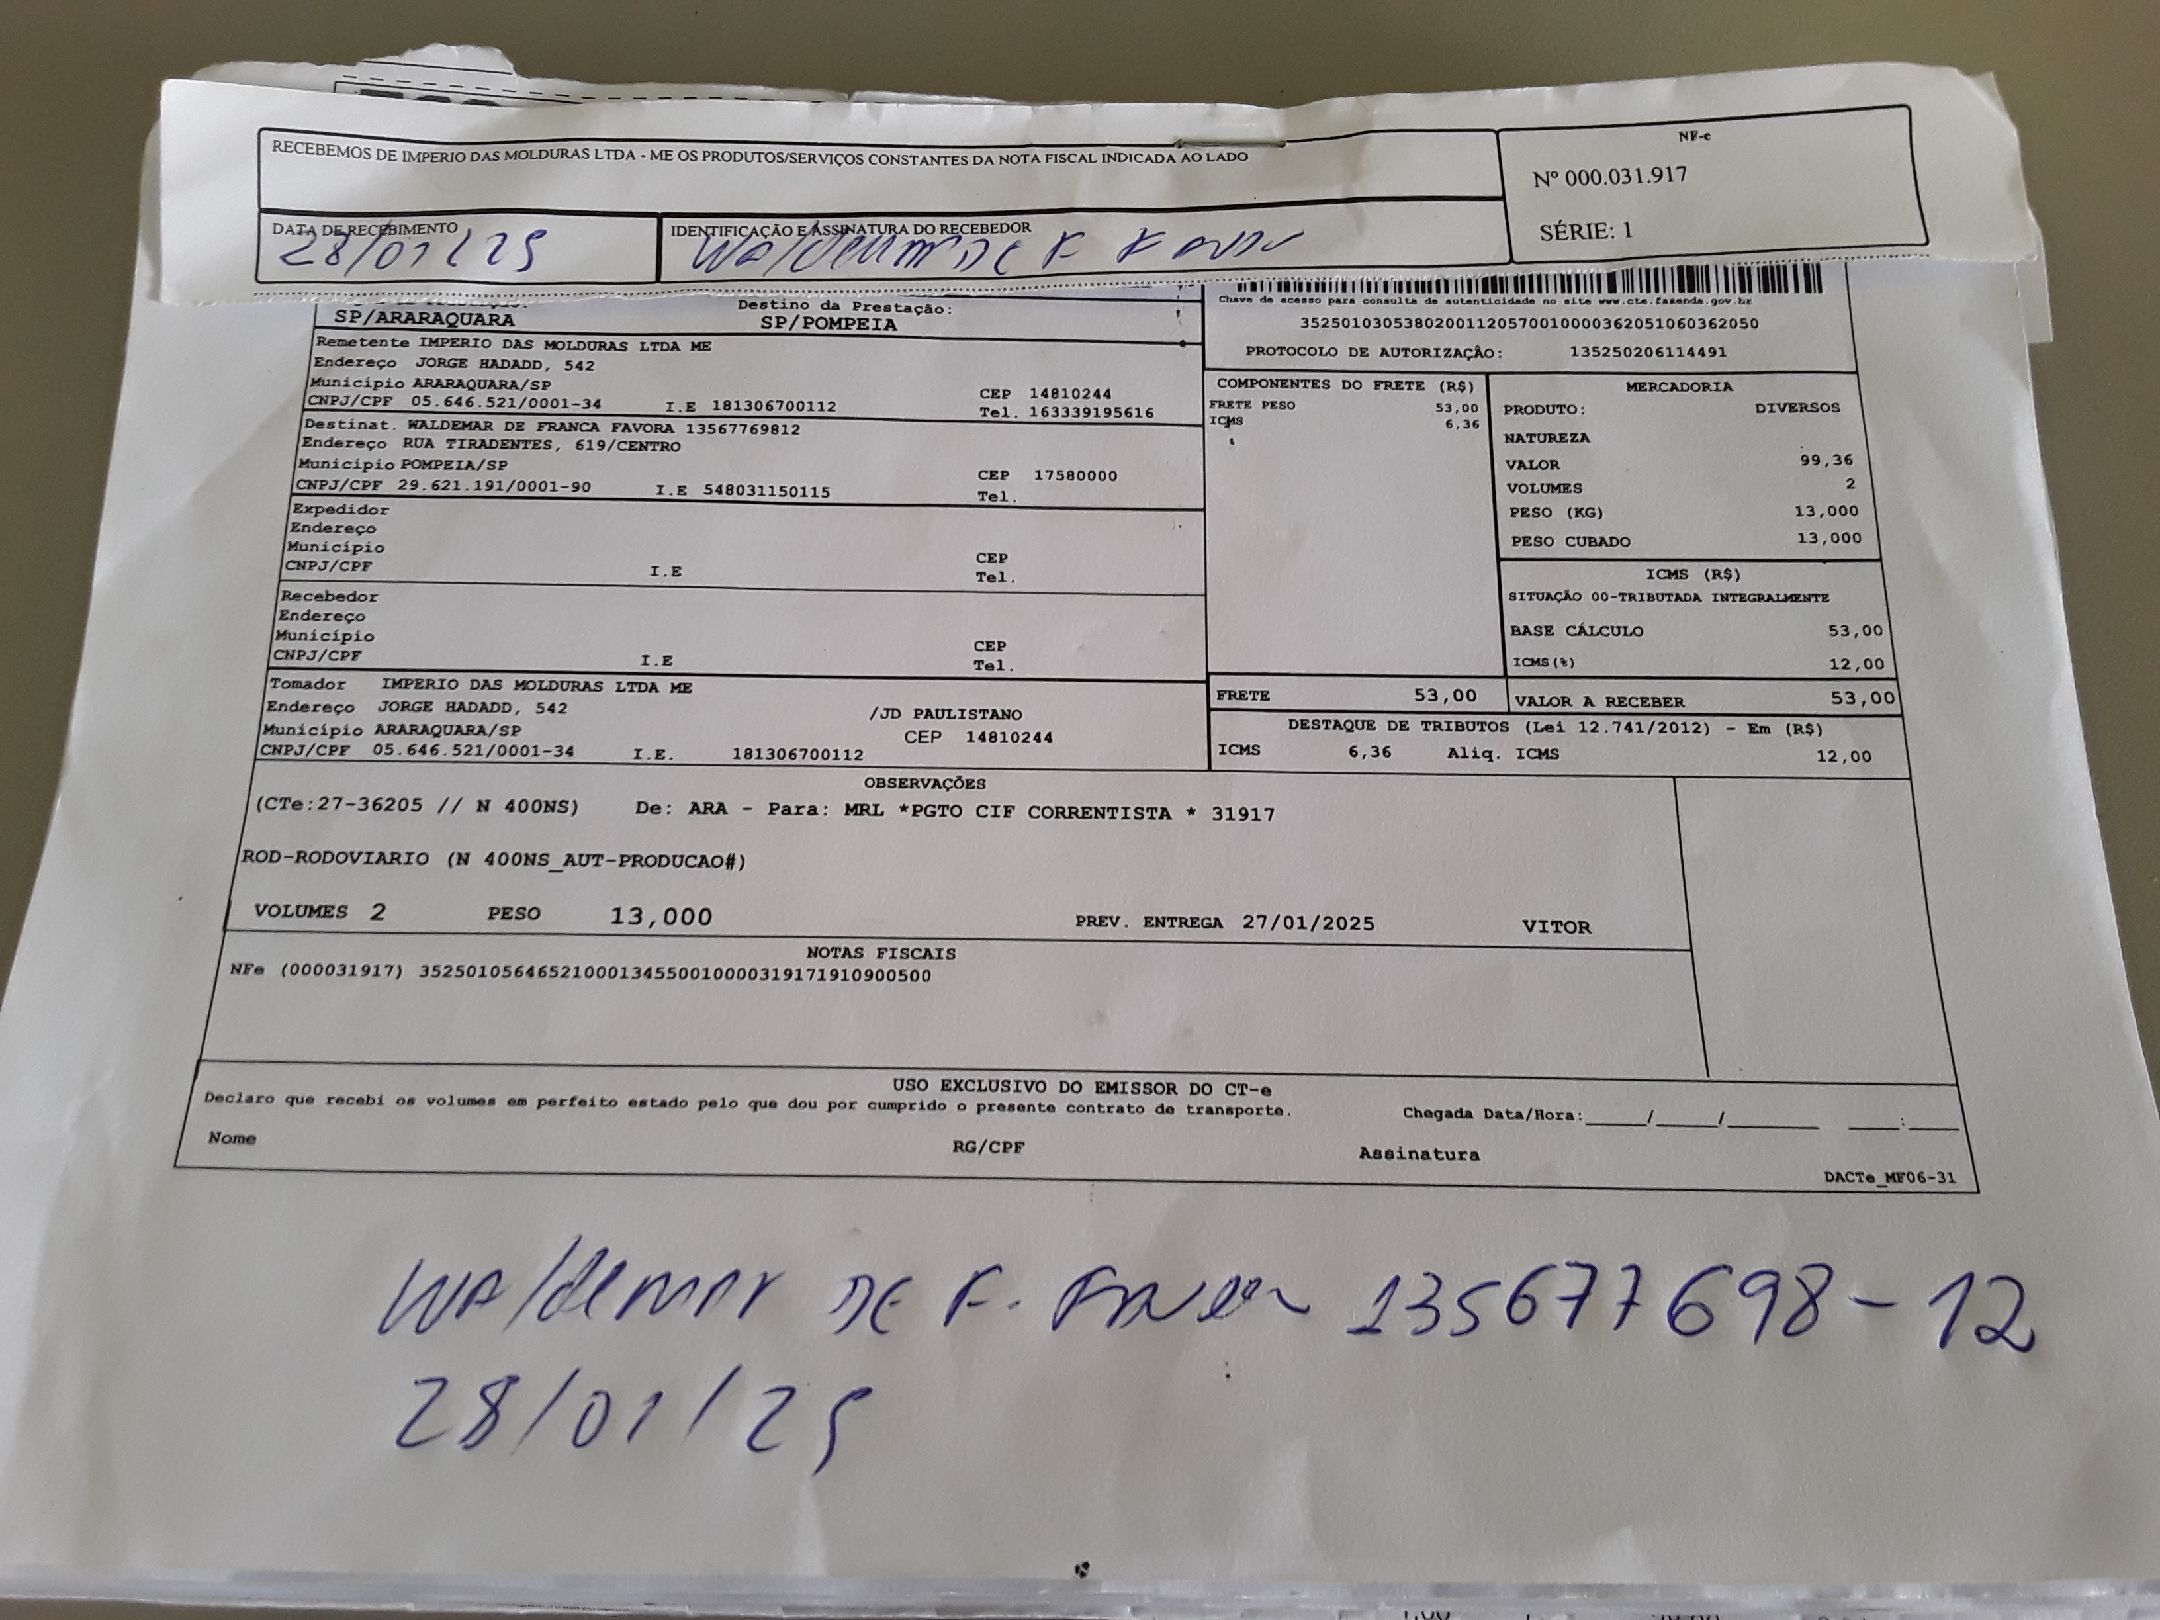 RECEBEMOS DE IMPERIO DAS MOLDURAS LTDA - ME OS PRODUTOS/SERVIÇOS CONSTANTES DA NOTA FISCAL INDICADA AO LADO
NF-e
Nº 000.031.917
SÉRIE: 1
DATA DE RECEBIMENTO
28/01/25
IDENTIFICAÇÃO E ASSINATURA DO RECEBEDOR
Waldemar DE F
SP/ARARAQUARA
Destino da Prestação:
SP/POMPEIA
Chave de acesso para consulta de autenticidade no site www.cte.fazenda.gov.br
35250103053802001120570010000362051060362050
PROTOCOLO DE AUTORIZAÇÃO: 135250206114491
Remetente IMPERIO DAS MOLDURAS LTDA ME
Endereço JORGE HADADD, 542
Município ARARAQUARA/SP CEP 14810244
CNPJ/CPF 05.646.521/0001-34 I.E 181306700112 Tel. 163339195616
Destinat. WALDEMAR DE FRANCA FAVORA 13567769812
Endereço RUA TIRADENTES, 619/CENTRO
Municipio POMPEIA/SP CEP 17580000
CNPJ/CPF 29.621.191/0001-90 I.E 548031150115 Tel.
Expedidor
Endereço
Município CEP
CNPJ/CPF I.E Tel.
Recebedor
Endereço
Município CEP
CNPJ/CPF I.E Tel.
Tomador IMPERIO DAS MOLDURAS LTDA ME
Endereço JORGE HADADD, 542 /JD PAULISTANO
Município ARARAQUARA/SP CEP 14810244
CNPJ/CPF 05.646.521/0001-34 I.E. 181306700112
COMPONENTES DO FRETE (R$)
FRETE PESO 53,00
ICMS 6,36
MERCADORIA
PRODUTO: DIVERSOS
NATUREZA
VALOR 99,36
VOLUMES 2
PESO (KG) 13,000
PESO CUBADO 13,000
ICMS (R$)
SITUAÇÃO 00-TRIBUTADA INTEGRALMENTE
BASE CÁLCULO 53,00
ICMS(%) 12,00
FRETE 53,00 VALOR A RECEBER 53,00
DESTAQUE DE TRIBUTOS (Lei 12.741/2012) - Em (R$)
ICMS 6,36 Aliq. ICMS 12,00
OBSERVAÇÕES
(CTe:27-36205 // N 400NS) De: ARA - Para: MRL *PGTO CIF CORRENTISTA * 31917
ROD-RODOVIARIO (N 400NS_AUT-PRODUCAO#)
VOLUMES 2 PESO 13,000 PREV. ENTREGA 27/01/2025 VITOR
NOTAS FISCAIS
NFe (000031917) 35250105646521000134550010000319171910900500
USO EXCLUSIVO DO EMISSOR DO CT-e
Declaro que recebi os volumes em perfeito estado pelo que dou por cumprido o presente contrato de transporte.
Chegada Data/Hora:_____/_____/________ ____:____
Nome RG/CPF Assinatura
DACTe_MF06-31
WAldemar DE F. 135677698-12
28/01/25